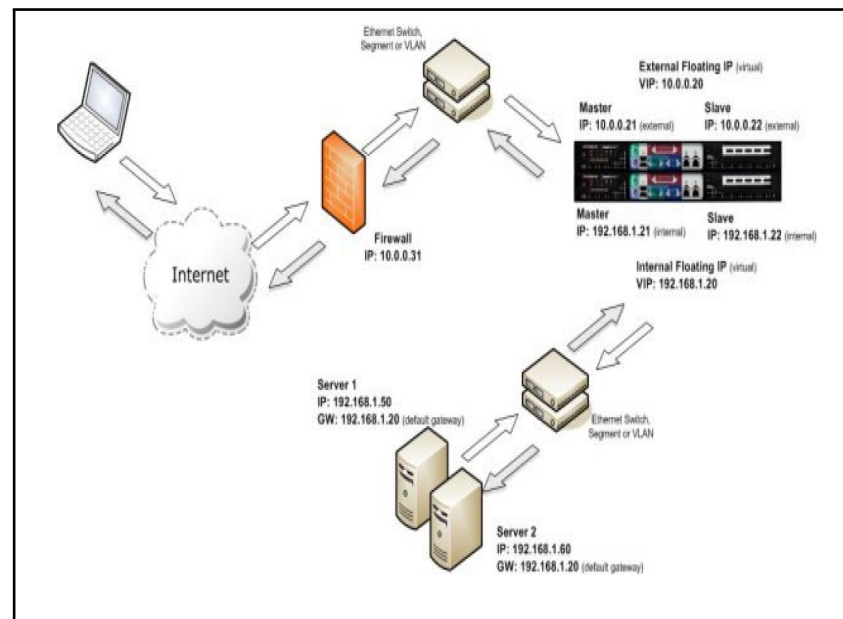 Ethernet Switch,
Segment or VLAN
External Floating IP (virtual)
VIP: 10.0.0.20
Master
IP: 10.0.0.21 (external)
Slave
IP: 10.0.0.22 (external)
Master
IP: 192.168.1.21 (internal)
Slave
IP: 192.168.1.22 (internal)
Firewall
IP: 10.0.0.31
Internet
Internal Floating IP (virtual)
VIP: 192.168.1.20
Server 1
IP: 192.168.1.50
GW: 192.168.1.20 (default gateway)
Ethernet Switch,
Segment or VLAN
Server 2
IP: 192.168.1.60
GW: 192.168.1.20 (default gateway)